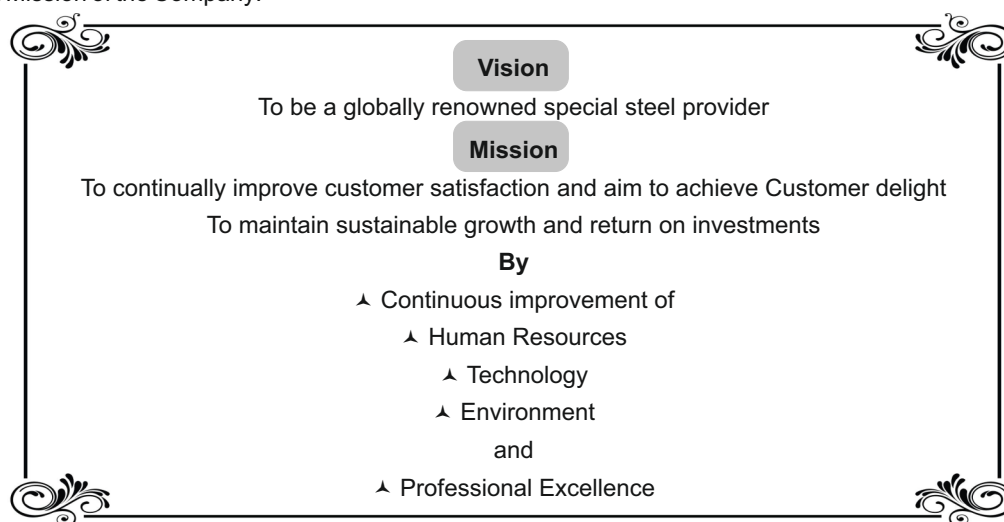 Mission of the Company:
Vision
To be a globally renowned special steel provider
Mission
To continually improve customer satisfaction and aim to achieve Customer delight
To maintain sustainable growth and return on investments
By
Continuous improvement of
Human Resources
Technology
Environment
and
Professional Excellence